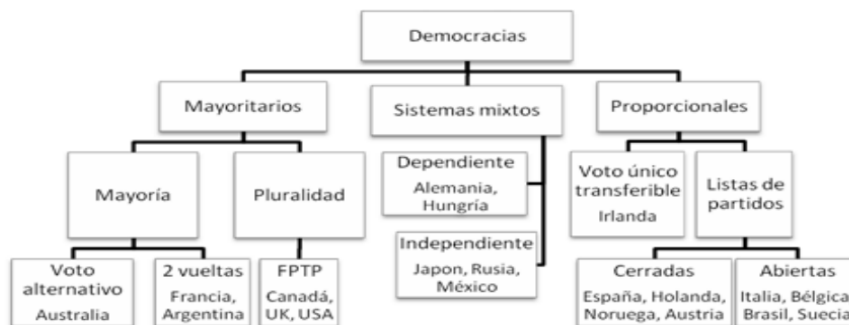 Democracias
Mayoritarios
Sistemas mixtos
Proporcionales
Mayoría
Pluralidad
Dependiente
Alemania,
Hungría
Independiente
Japon, Rusia,
México
Voto único
transferible
Irlanda
Listas de
partidos
Voto
alternativo
Australia
2 vueltas
Francia,
Argentina
FPTP
Canadá,
UK, USA
Cerradas
España, Holanda,
Noruega, Austria
Abiertas
Italia, Bélgica,
Brasil, Suecia